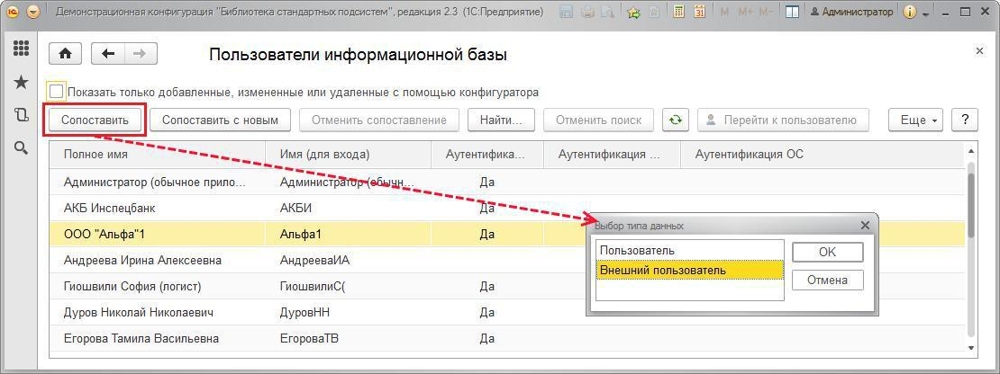 Демонстрационная конфигурация "Библиотека стандартных подсистем", редакция 2.3 (1С:Предприятие)
M M+ M-
Администратор
Пользователи информационной базы
Показать только добавленные, измененные или удаленные с помощью конфигуратора
Сопоставить Сопоставить с новым Отменить сопоставление Найти... Отменить поиск Перейти к пользователю Еще ?
Полное имя Имя (для входа) Аутентифика... Аутентификация ... Аутентификация ОС
Администратор (обычное прило... Администратор (обычн... Да
АКБ Инспецбанк АКБИ Да
ООО "Альфа"1 Альфа1 Да
Андреева Ирина Алексеевна АндрееваИА
Гиошвили София (логист) ГиошвилиС( Да
Дуров Николай Николаевич ДуровНН Да
Егорова Тамила Васильевна ЕгороваТВ Да
Выбор типа данных
Пользователь
Внешний пользователь
OK
Отмена